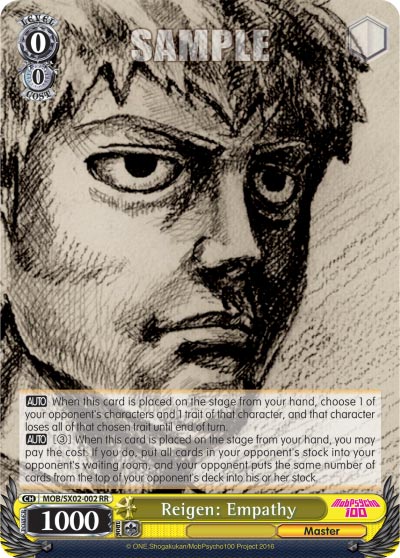 LEVEL
0
SAMPLE
0
COST
AUTO When this card is placed on the stage from your hand, choose 1 of
your opponent's characters and 1 trait of that character, and that character
loses all of that chosen trait until end of turn.
AUTO [③] When this card is placed on the stage from your hand, you may
pay the cost. If you do, put all cards in your opponent's stock into your
opponent's waiting room, and your opponent puts the same number of
cards from the top of your opponent's deck into his or her stock.
CH MOB/SX02-002 RR
Reigen: Empathy
MobPsycho
100
POWER
1000
Master
© ONE,Shogakukan/MobPsycho100 Project 2016